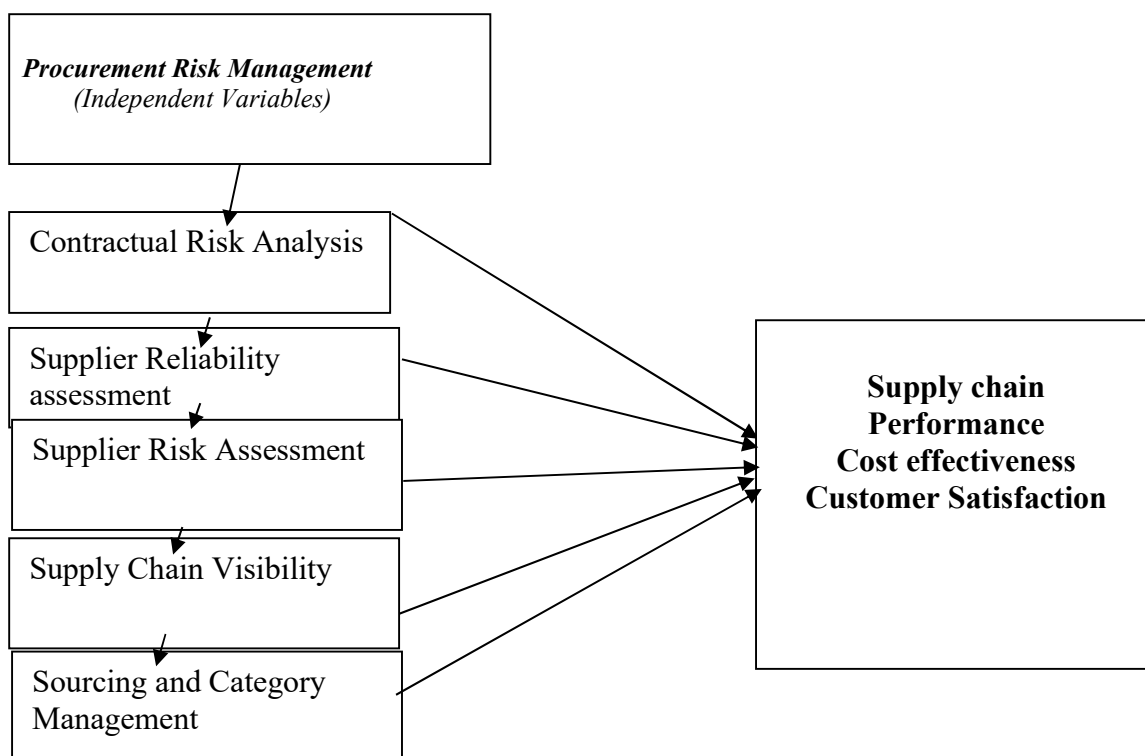 Procurement Risk Management
(Independent Variables)
Contractual Risk Analysis
Supplier Reliability
assessment
Supplier Risk Assessment
Supply Chain Visibility
Sourcing and Category
Management
Supply chain
Performance
Cost effectiveness
Customer Satisfaction